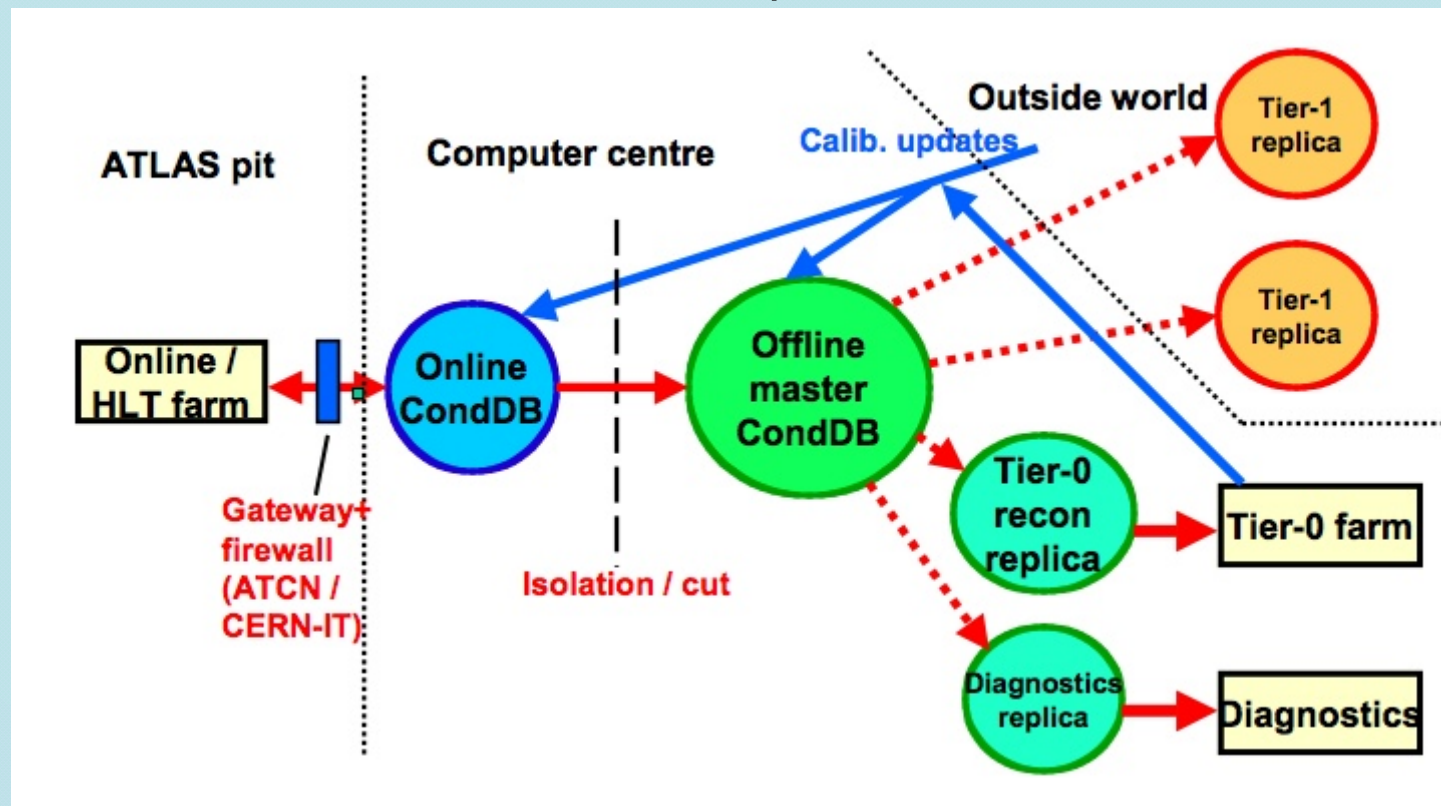 ATLAS pit
Computer centre
Outside world
Calib. updates
Tier-1
replica
Tier-1
replica
Online /
HLT farm
Online
CondDB
Offline
master
CondDB
Gateway+
firewall
(ATCN /
CERN-IT)
Isolation / cut
Tier-0
recon
replica
Tier-0 farm
Diagnostics
replica
Diagnostics